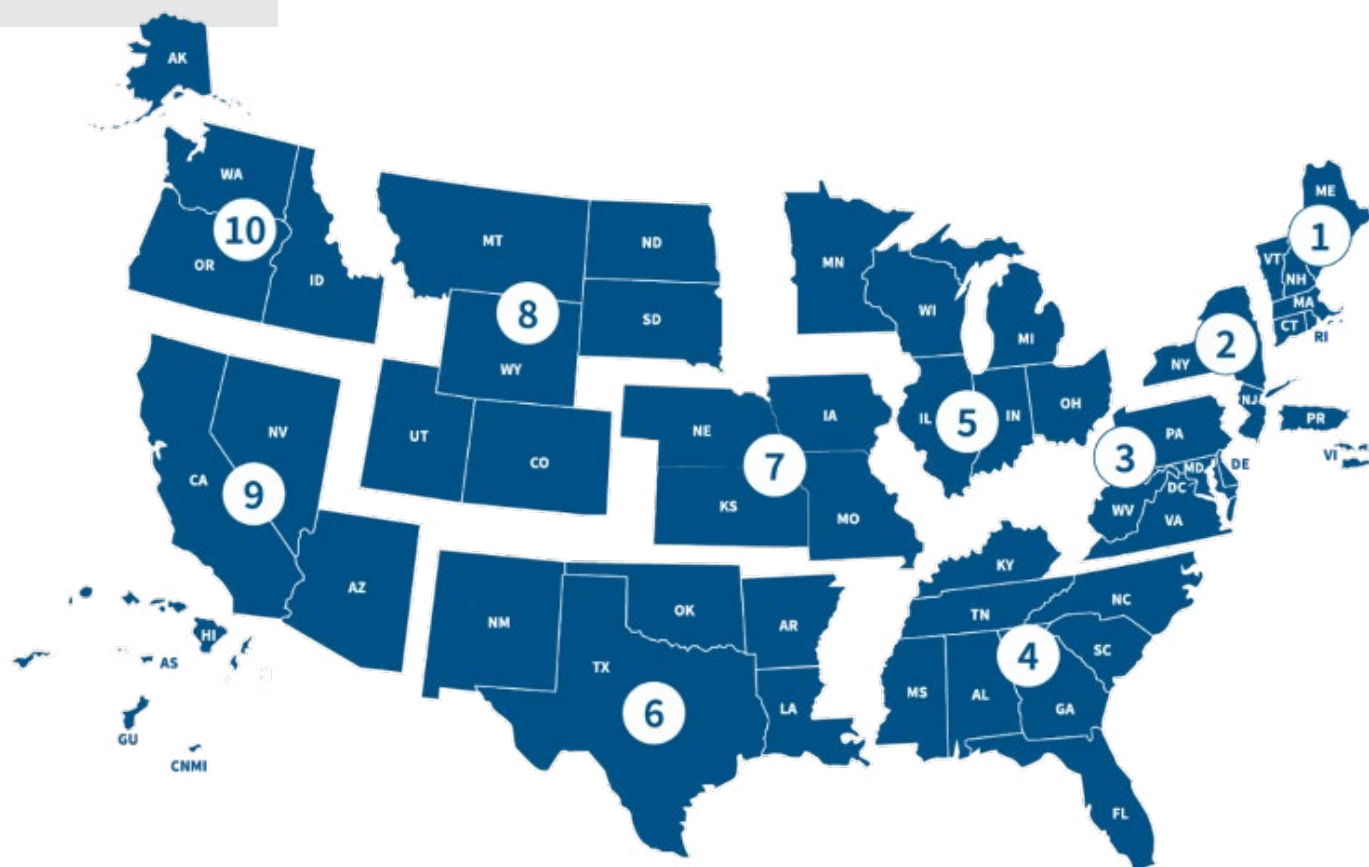 AK
WA
10
OR
ID
MT
ND
8
SD
WY
MN
WI
MI
ME
1
VT
NH
MA
CT
RI
2
NY
NJ
PR
VI
NV
CA
9
AZ
UT
CO
NE
IA
7
KS
MO
IL
5
IN
OH
3
PA
MD
DE
DC
WV
VA
HI
AS
GU
CNMI
NM
OK
TX
6
AR
LA
KY
TN
NC
4
SC
MS
AL
GA
FL